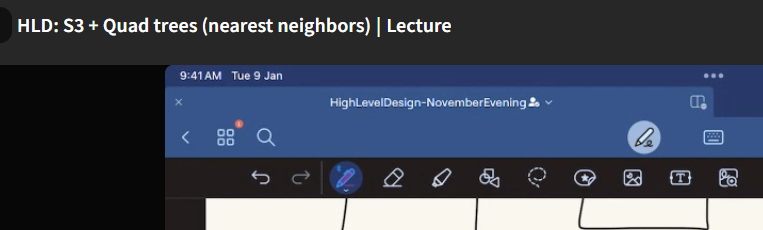 HLD: S3 + Quad trees (nearest neighbors) | Lecture
9:41 AM Tue 9 Jan
HighLevelDesign-NovemberEvening
T